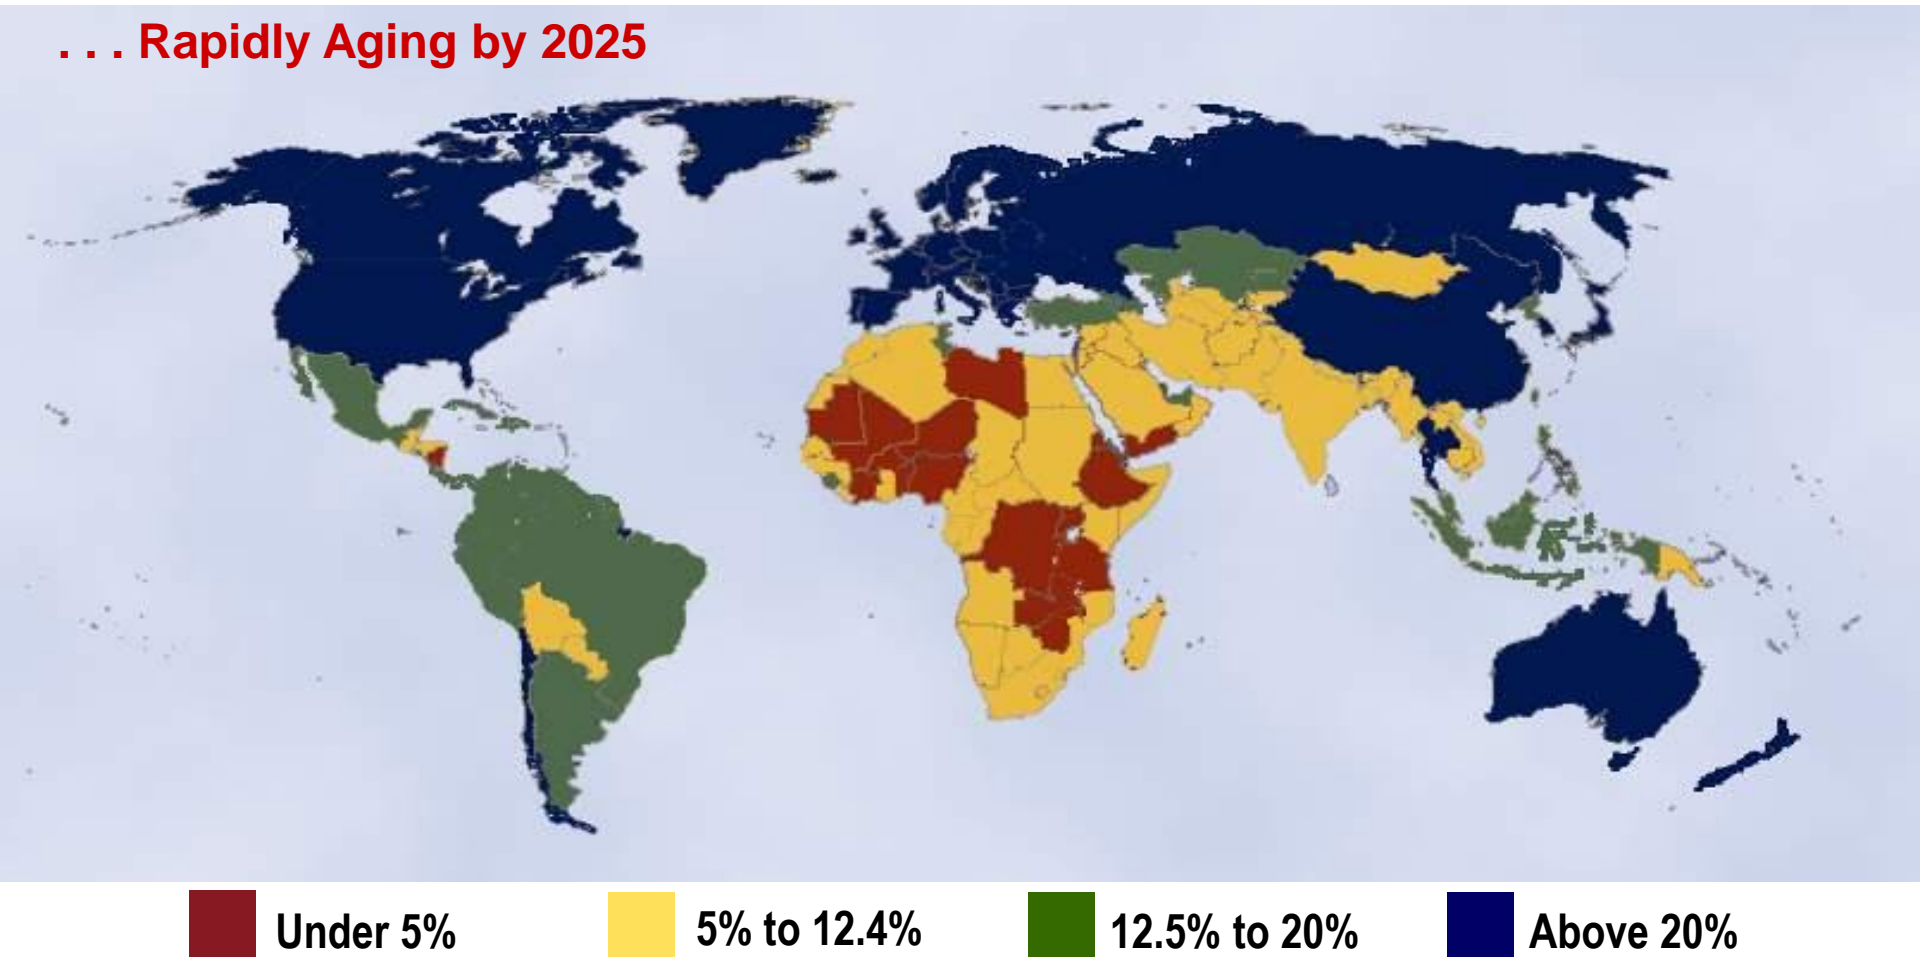 . . . Rapidly Aging by 2025
Under 5%
5% to 12.4%
12.5% to 20%
Above 20%